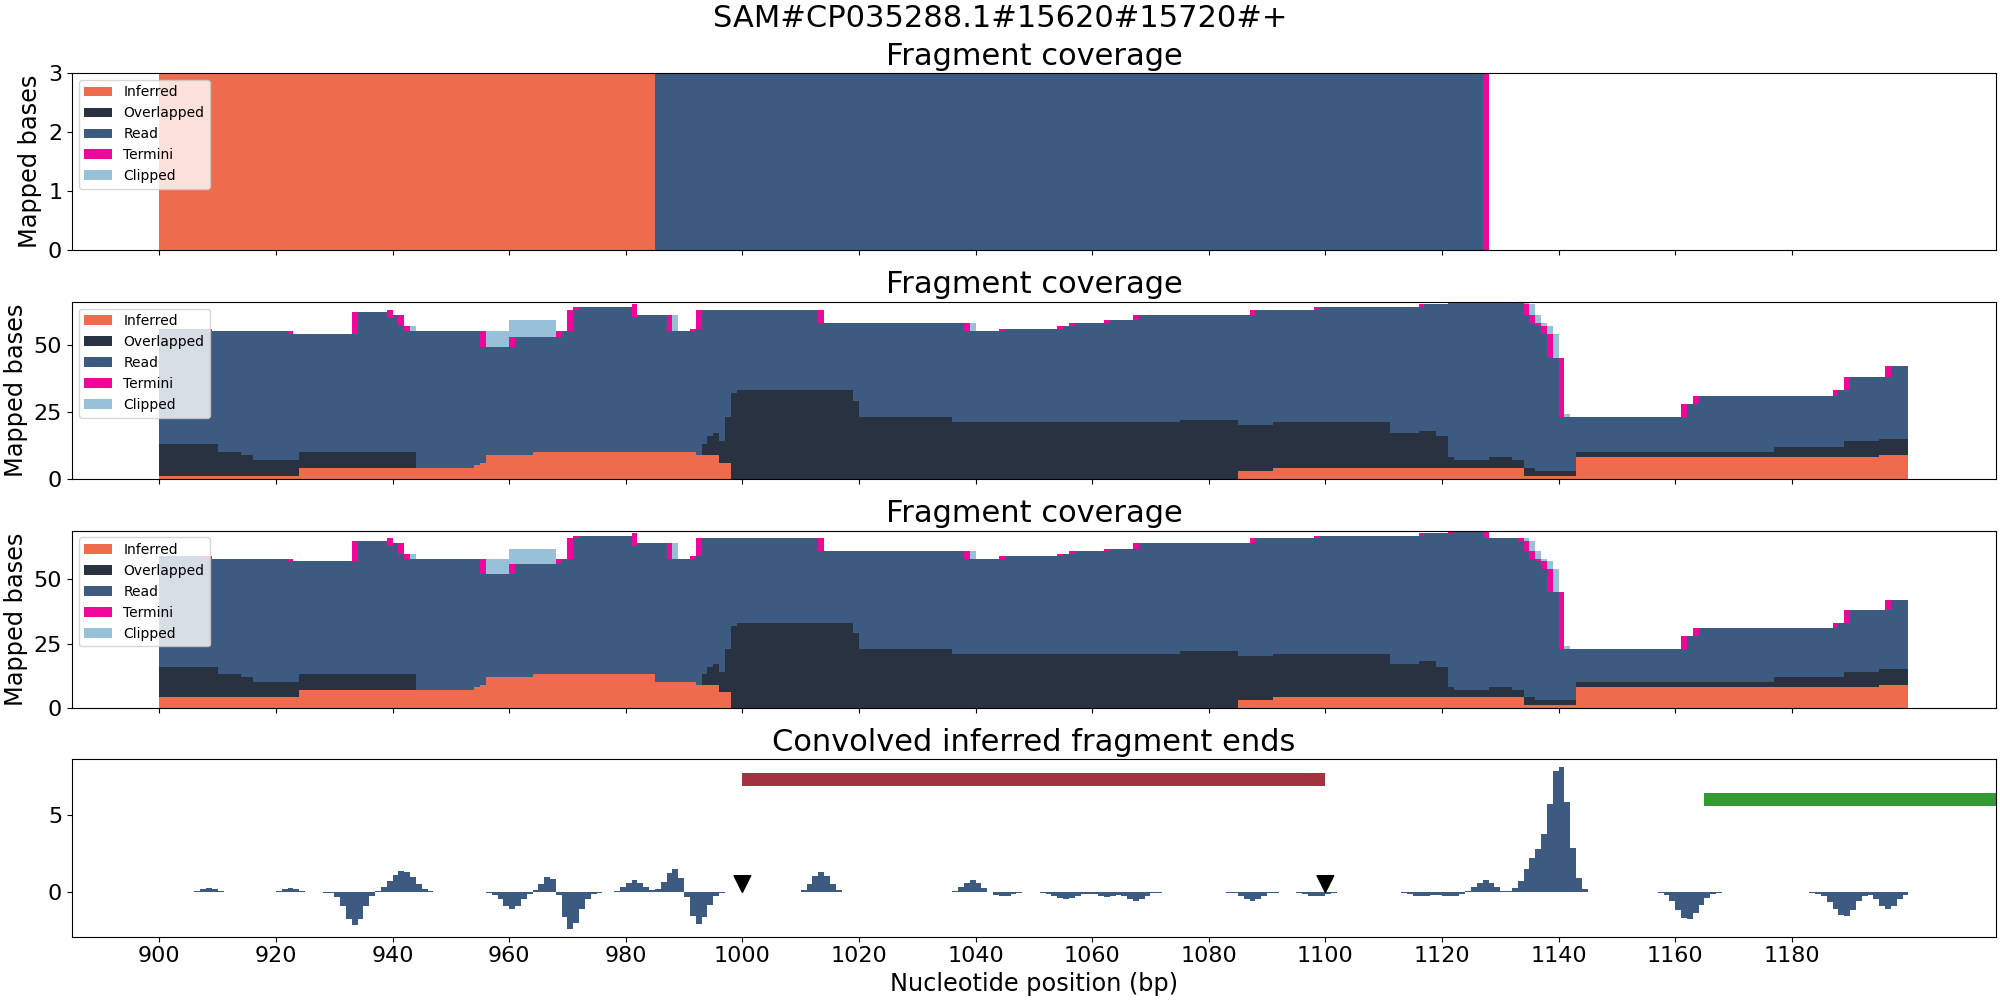 SAM#CP035288.1#15620#15720#+
Fragment coverage
Mapped bases
3
2
1
0
Inferred
Overlapped
Read
Termini
Clipped
Fragment coverage
Mapped bases
50
25
0
Inferred
Overlapped
Read
Termini
Clipped
Fragment coverage
Mapped bases
50
25
0
Inferred
Overlapped
Read
Termini
Clipped
Convolved inferred fragment ends
5
0
900 920 940 960 980 1000 1020 1040 1060 1080 1100 1120 1140 1160 1180
Nucleotide position (bp)